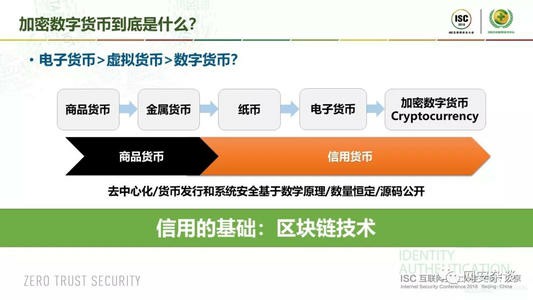 加密数字货币到底是什么?
ISC
• 电子货币>虚拟货币>数字货币?
商品货币
金属货币
纸币
电子货币
加密数字货币
Cryptocurrency
商品货币
信用货币
去中心化/货币发行和系统安全基于数学原理/数量恒定/源码公开
信用的基础：区块链技术
IDENTITY
AUTHENTICATION
ZERO TRUST SECURITY
ISC 互联网
Internet Security Conference 2018 Beijing·China
网安杂谈